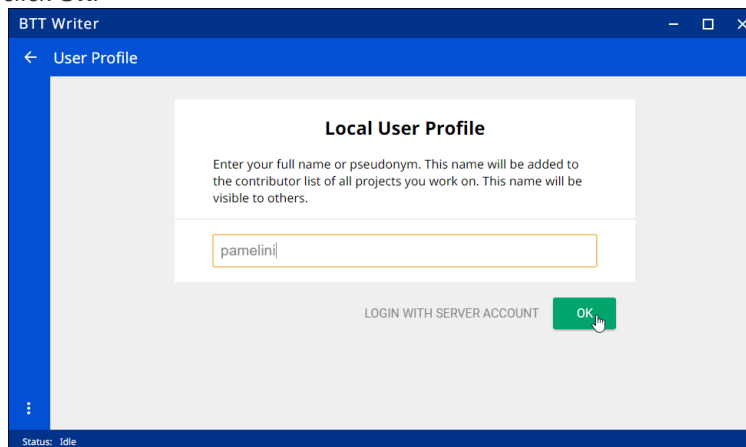 BTT Writer
User Profile
Local User Profile
Enter your full name or pseudonym. This name will be added to
the contributor list of all projects you work on. This name will be
visible to others.
pamelini
LOGIN WITH SERVER ACCOUNT
OK
Status: Idle